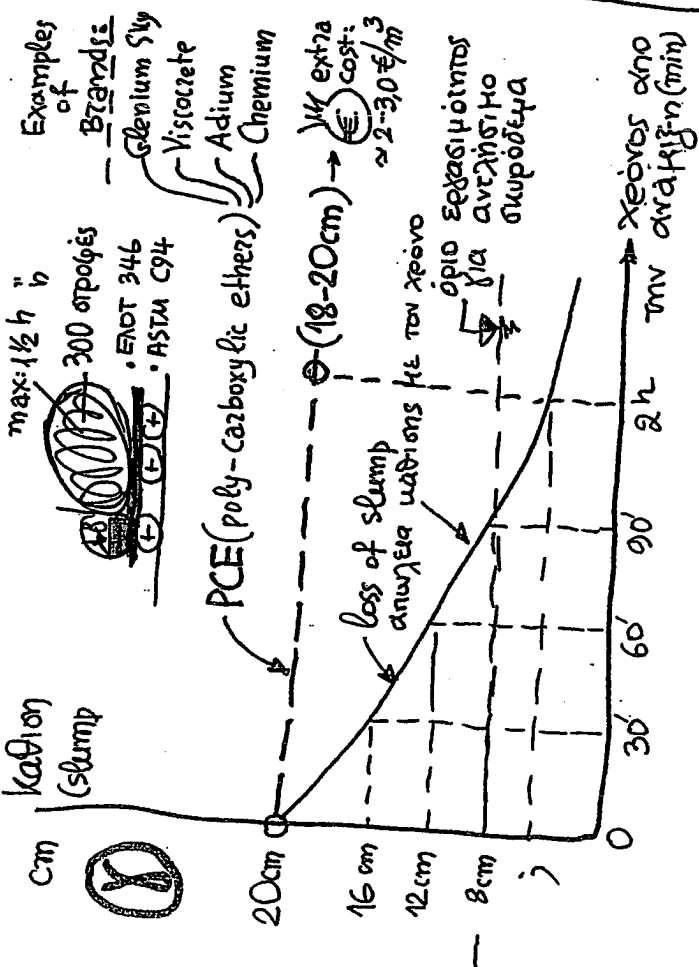 cm
Καθιση
(slump
γ
max: 1½ h "
h
300 στροφές
• ΕΛΟΤ 346
• ASTM C94
Examples
of
Brands:
Glenium Sky
Viscocrete
Adium
Chemium
PCE (poly-carboxylic ethers)
(18-20cm) →
extra
€ cost:
≈ 2-3,0 €/m³
loss of slump
απώλεια κάθισης με τον χρόνο
όριο εργασιμότητος
για αντλήσιμο
σκυρόδεμα
20cm
16 cm
12cm
8cm
;
0
30'
60'
90'
2h
χρόνος από
την ανάμιξη (min)